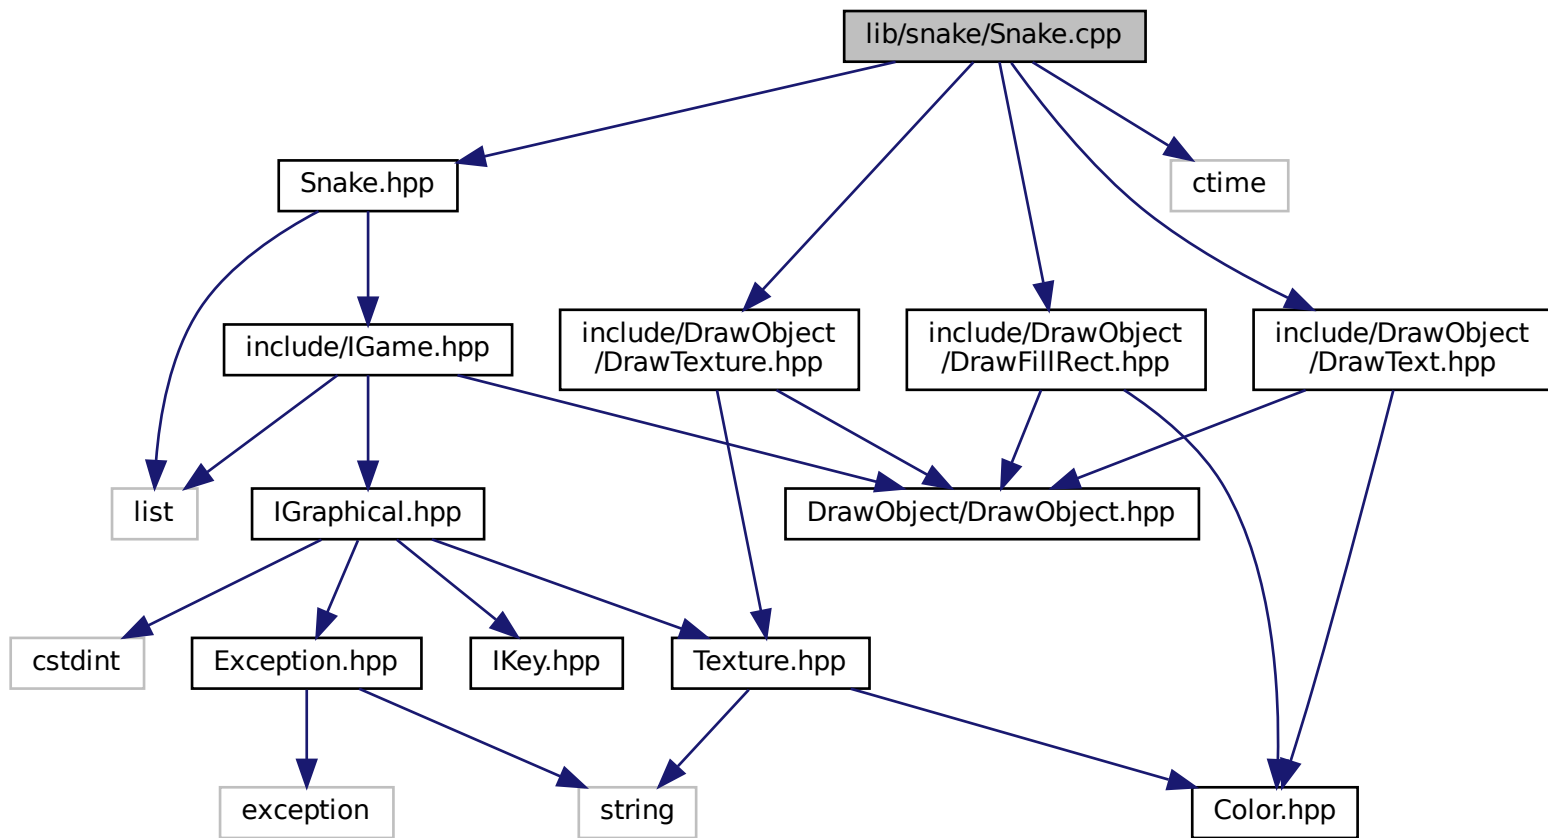 lib/snake/Snake.cpp
Snake.hpp
ctime
include/IGame.hpp
include/DrawObject
/DrawTexture.hpp
include/DrawObject
/DrawFillRect.hpp
include/DrawObject
/DrawText.hpp
list
IGraphical.hpp
DrawObject/DrawObject.hpp
cstdint
Exception.hpp
IKey.hpp
Texture.hpp
exception
string
Color.hpp